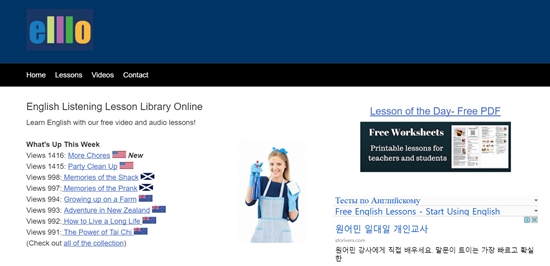 elllo
Home Lessons Videos Contact
English Listening Lesson Library Online
Learn English with our free video and audio lessons!
What's Up This Week
Views 1416: More Chores New
Views 1415: Party Clean Up
Views 998: Memories of the Shack
Views 997: Memories of the Prank
Views 994: Growing up on a Farm
Views 993: Adventure in New Zealand
Views 992: How to Live a Long Life
Views 991: The Power of Tai Chi
(Check out all of the collection)
Lesson of the Day- Free PDF
Free Worksheets
Printable lessons for
teachers and students
Тесты по Английскому
Free English Lessons - Start Using English
원어민 일대일 개인교사
원어민 강사에게 직접 배우세요. 말문이 트이는 가장 빠르고 확실
한